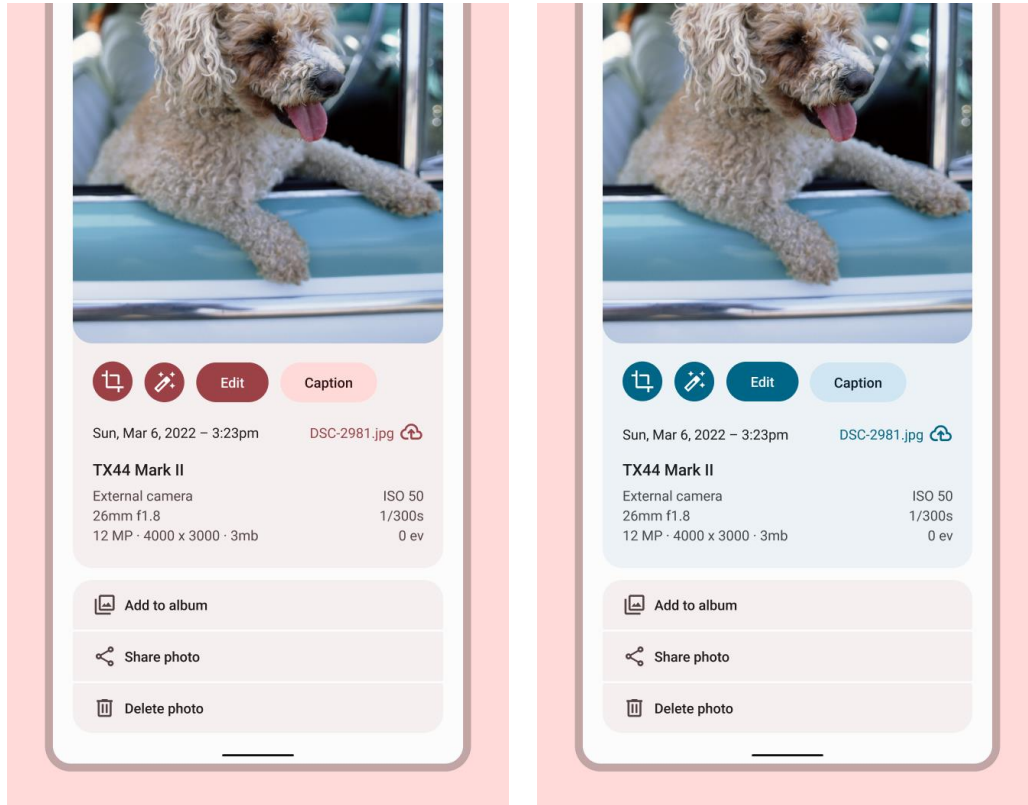 Edit
Caption
Sun, Mar 6, 2022 – 3:23pm
DSC-2981.jpg
TX44 Mark II
External camera
ISO 50
26mm f1.8
1/300s
12 MP · 4000 x 3000 · 3mb
0 ev
Add to album
Share photo
Delete photo
Edit
Caption
Sun, Mar 6, 2022 – 3:23pm
DSC-2981.jpg
TX44 Mark II
External camera
ISO 50
26mm f1.8
1/300s
12 MP · 4000 x 3000 · 3mb
0 ev
Add to album
Share photo
Delete photo